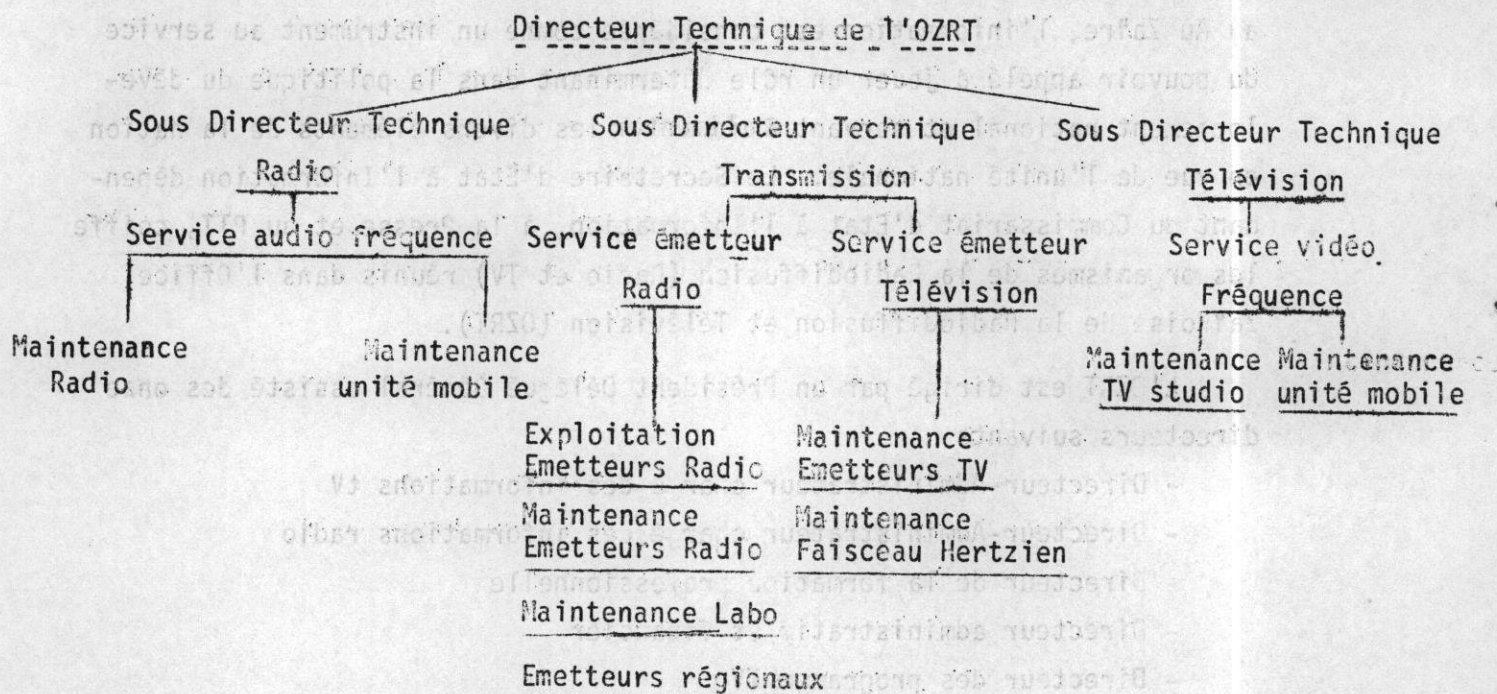 Directeur Technique de l'OZRT
Sous Directeur Technique Sous Directeur Technique Sous Directeur Technique
Radio Transmission Télévision
Service audio fréquence Service émetteur Service émetteur Service vidéo
Radio Télévision Fréquence
Maintenance Maintenance Maintenance Maintenance
Radio unité mobile TV studio unité mobile
Exploitation Maintenance
Emetteurs Radio Emetteurs TV
Maintenance Maintenance
Emetteurs Radio Faisceau Hertzien
Maintenance Labo
Emetteurs régionaux